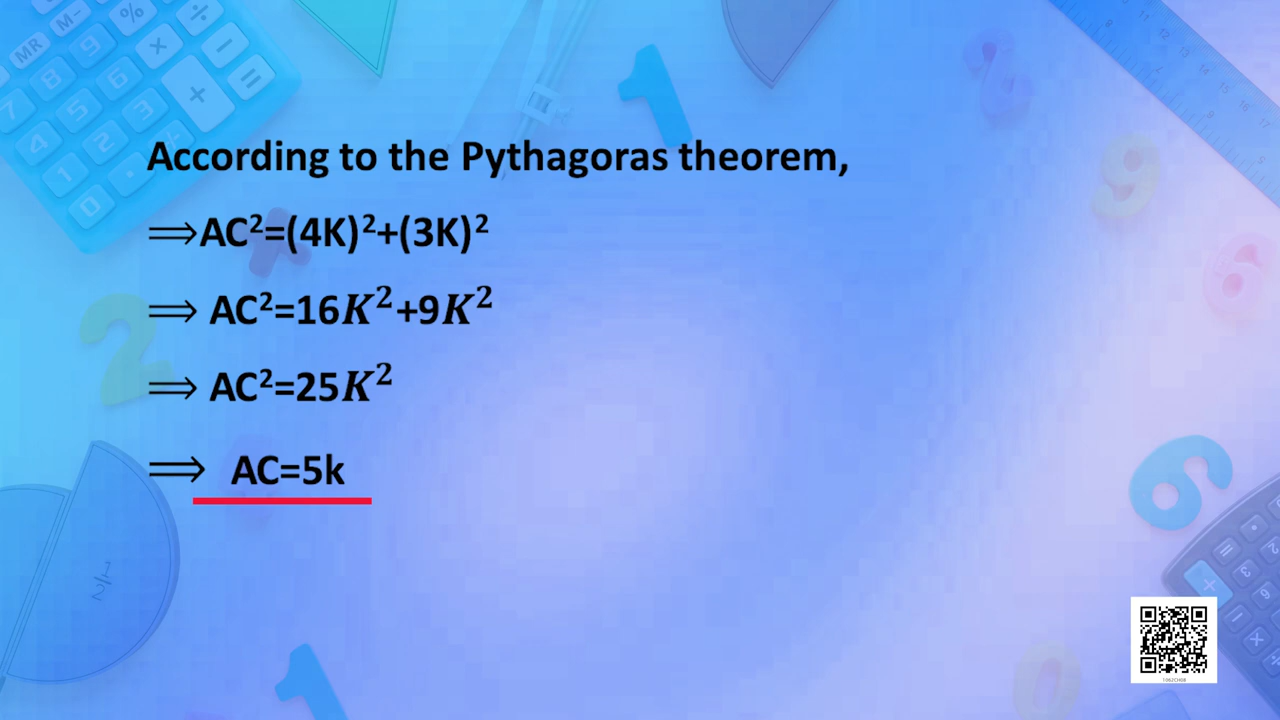 According to the Pythagoras theorem,
⟹AC²=(4K)²+(3K)²
⟹ AC²=16K²+9K²
⟹ AC²=25K²
⟹ AC=5k